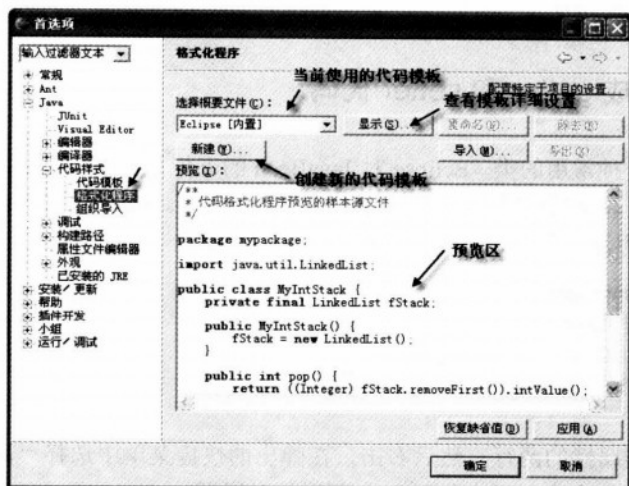 首选项
输入过滤器文本
常规
Ant
Java
JUnit
Visual Editor
编辑器
编译器
代码样式
代码模板
格式化程序
组织导入
调试
构建路径
属性文件编辑器
外观
已安装的 JRE
安装/更新
帮助
插件开发
小组
运行/调试
格式化程序
当前使用的代码模板
配置特定于项目的设置...
选择概要文件(C):
查看模板详细设置
Eclipse [内置]
显示(S)...
重命名(E)...
除去(R)
新建(N)...
导入(M)...
导出(X)...
创建新的代码模板
预览(I):
/**
* 代码格式化程序预览的样本源文件
*/
package mypackage;
import java.util.LinkedList;
预览区
public class MyIntStack {
private final LinkedList fStack;
public MyIntStack() {
fStack = new LinkedList();
}
public int pop() {
return ((Integer) fStack.removeFirst()).intValue();
恢复缺省值(D)
应用(A)
确定
取消